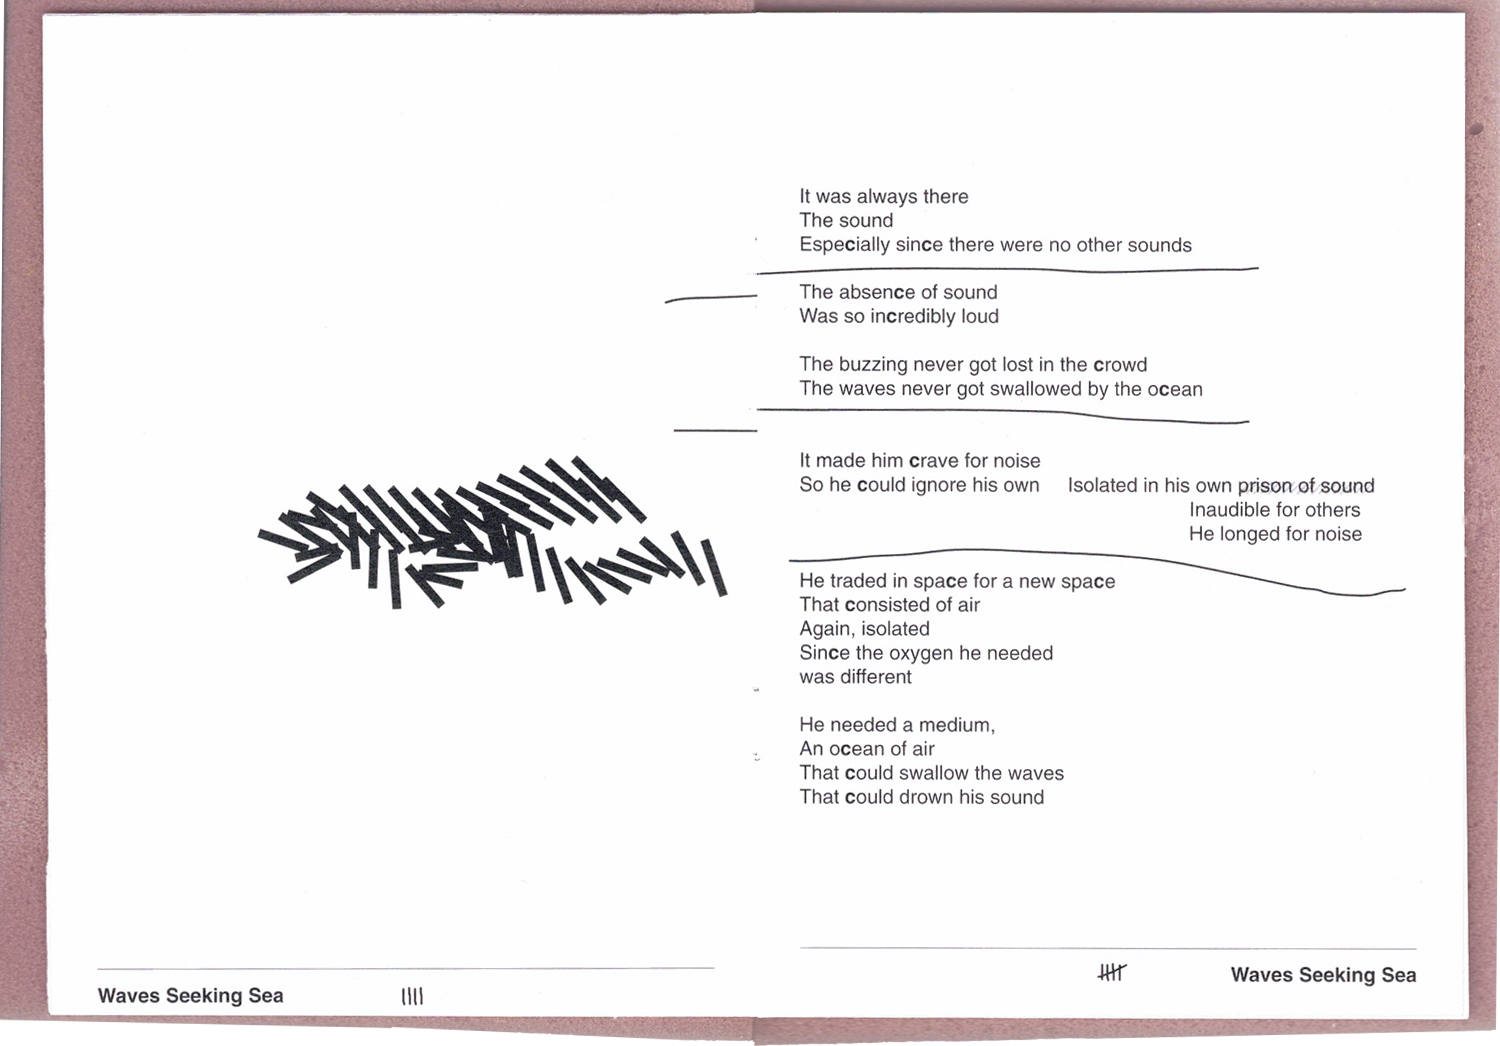 It was always there
The sound
Especially since there were no other sounds
The absence of sound
Was so incredibly loud
The buzzing never got lost in the crowd
The waves never got swallowed by the ocean
It made him crave for noise
So he could ignore his own
Isolated in his own prison of sound
Inaudible for others
He longed for noise
He traded in space for a new space
That consisted of air
Again, isolated
Since the oxygen he needed
was different
He needed a medium,
An ocean of air
That could swallow the waves
That could drown his sound
Waves Seeking Sea
Waves Seeking Sea